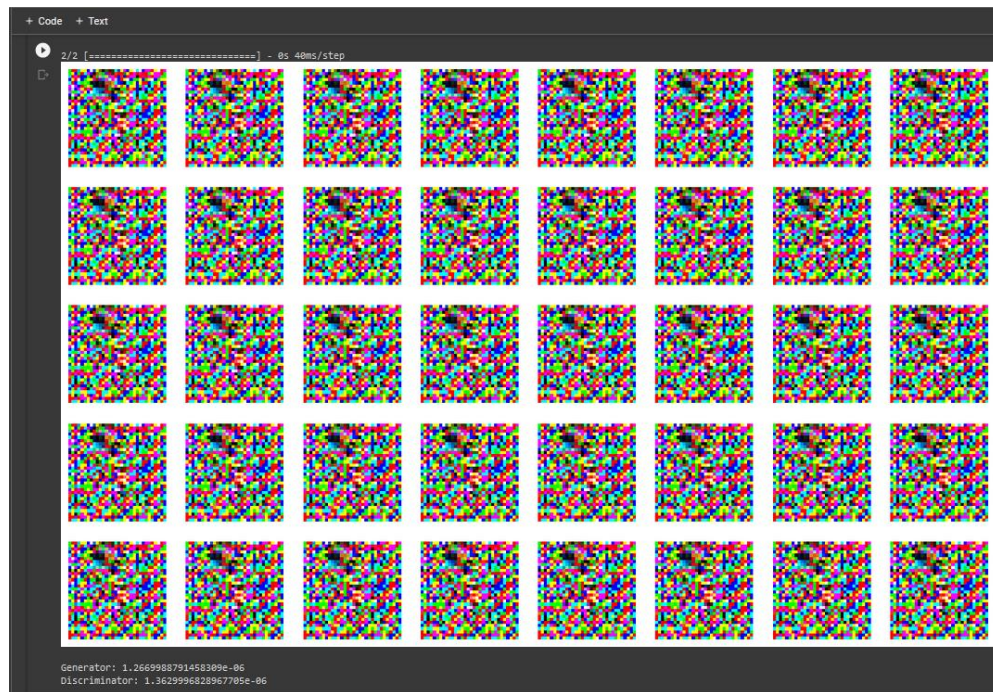 + Code + Text
2/2 [==============================] - 0s 40ms/step
Generator: 1.2669988791458309e-06
Discriminator: 1.3629996828967705e-06